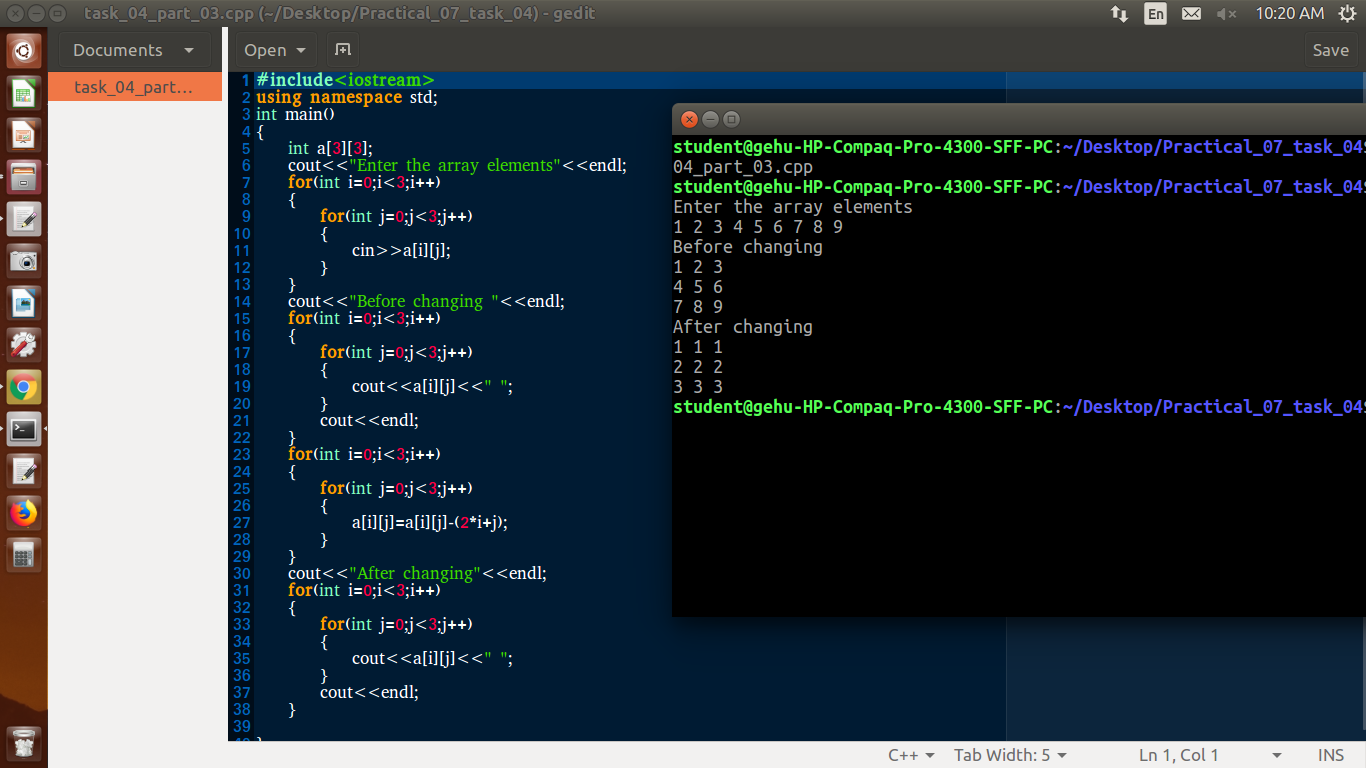 task_04_part_03.cpp (~/Desktop/Practical_07_task_04) - gedit
En
10:20 AM
Documents
Open
Save
task_04_part...
1 #include<iostream>
2 using namespace std;
3 int main()
4 {
5 int a[3][3];
6 cout<<"Enter the array elements"<<endl;
7 for(int i=0;i<3;i++)
8 {
9 for(int j=0;j<3;j++)
10 {
11 cin>>a[i][j];
12 }
13 }
14 cout<<"Before changing "<<endl;
15 for(int i=0;i<3;i++)
16 {
17 for(int j=0;j<3;j++)
18 {
19 cout<<a[i][j]<<" ";
20 }
21 cout<<endl;
22 }
23 for(int i=0;i<3;i++)
24 {
25 for(int j=0;j<3;j++)
26 {
27 a[i][j]=a[i][j]-(2*i+j);
28 }
29 }
30 cout<<"After changing"<<endl;
31 for(int i=0;i<3;i++)
32 {
33 for(int j=0;j<3;j++)
34 {
35 cout<<a[i][j]<<" ";
36 }
37 cout<<endl;
38 }
39
student@gehu-HP-Compaq-Pro-4300-SFF-PC:~/Desktop/Practical_07_task_04$
04_part_03.cpp
student@gehu-HP-Compaq-Pro-4300-SFF-PC:~/Desktop/Practical_07_task_04$
Enter the array elements
1 2 3 4 5 6 7 8 9
Before changing
1 2 3
4 5 6
7 8 9
After changing
1 1 1
2 2 2
3 3 3
student@gehu-HP-Compaq-Pro-4300-SFF-PC:~/Desktop/Practical_07_task_04$
C++
Tab Width: 5
Ln 1, Col 1
INS